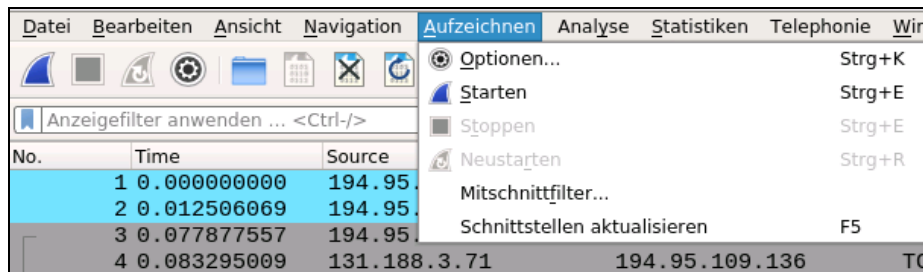 Datei Bearbeiten Ansicht Navigation Aufzeichnen Analyse Statistiken Telephonie
Optionen... Strg+K
Starten Strg+E
Anzeigefilter anwenden ... <Ctrl-/>
Stoppen Strg+E
No. Time Source
Neustarten Strg+R
1 0.000000000 194.95.
Mitschnittfilter...
2 0.012506069 194.95.
Schnittstellen aktualisieren F5
3 0.077877557 194.95.
4 0.083295009 131.188.3.71 194.95.109.136